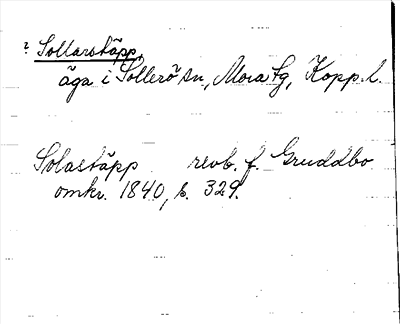 ? Sollarstäpp,
äga i Sollerö sn, Mora tg, Kopp. l.
Solastäpp revb. f. Gruddbo
omkr. 1840, s. 329.